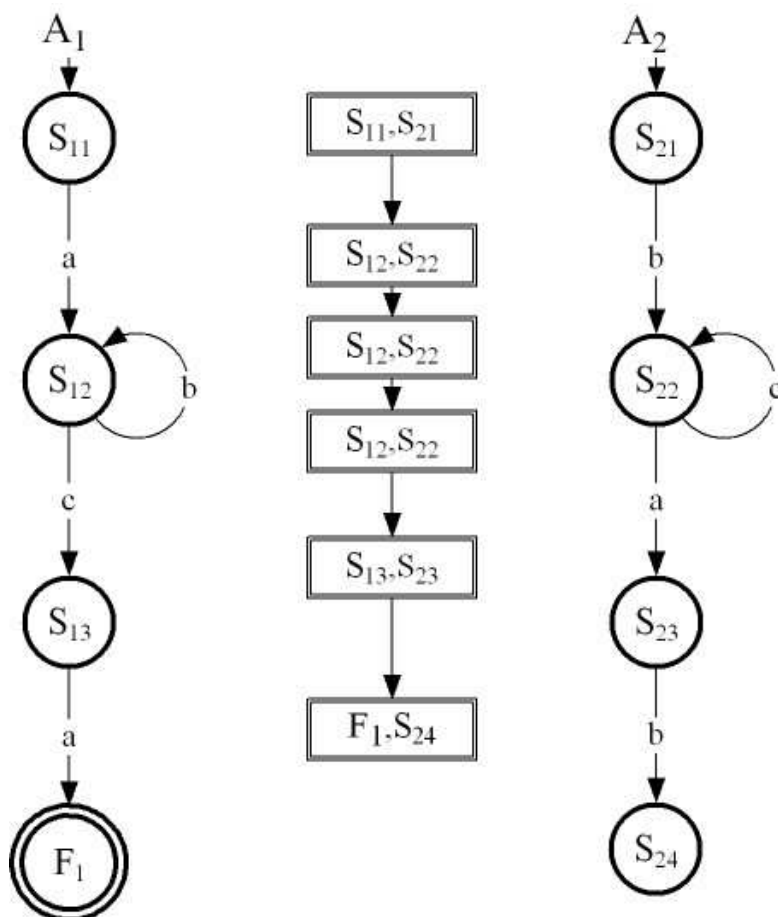 A₁ A₂
S₁₁ S₁₁,S₂₁ S₂₁
a S₁₂,S₂₂ b
S₁₂,S₂₂
S₁₂ b S₂₂ c
S₁₂,S₂₂
c a
S₁₃,S₂₃
S₁₃ S₂₃
a F₁,S₂₄ b
F₁ S₂₄